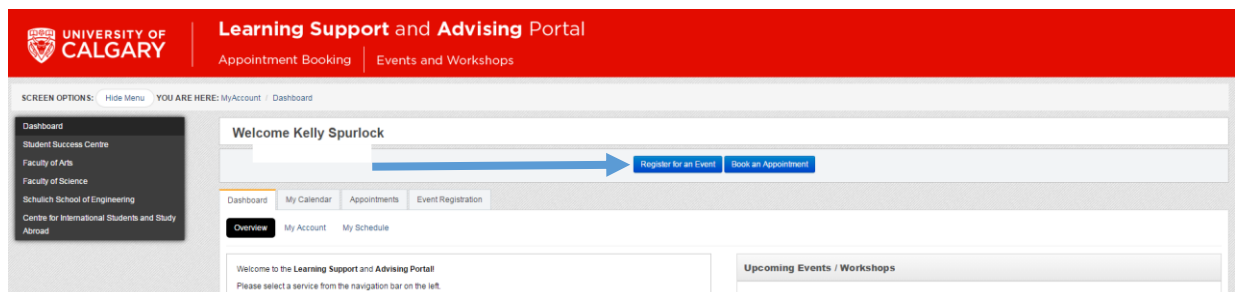 UNIVERSITY OF
CALGARY
Learning Support and Advising Portal
Appointment Booking Events and Workshops
SCREEN OPTIONS: Hide Menu YOU ARE HERE: MyAccount / Dashboard
Dashboard
Student Success Centre
Faculty of Arts
Faculty of Science
Schulich School of Engineering
Centre for International Students and Study
Abroad
Welcome Kelly Spurlock
Register for an Event Book an Appointment
Dashboard My Calendar Appointments Event Registration
Overview My Account My Schedule
Welcome to the Learning Support and Advising Portal!
Please select a service from the navigation bar on the left.
Upcoming Events / Workshops